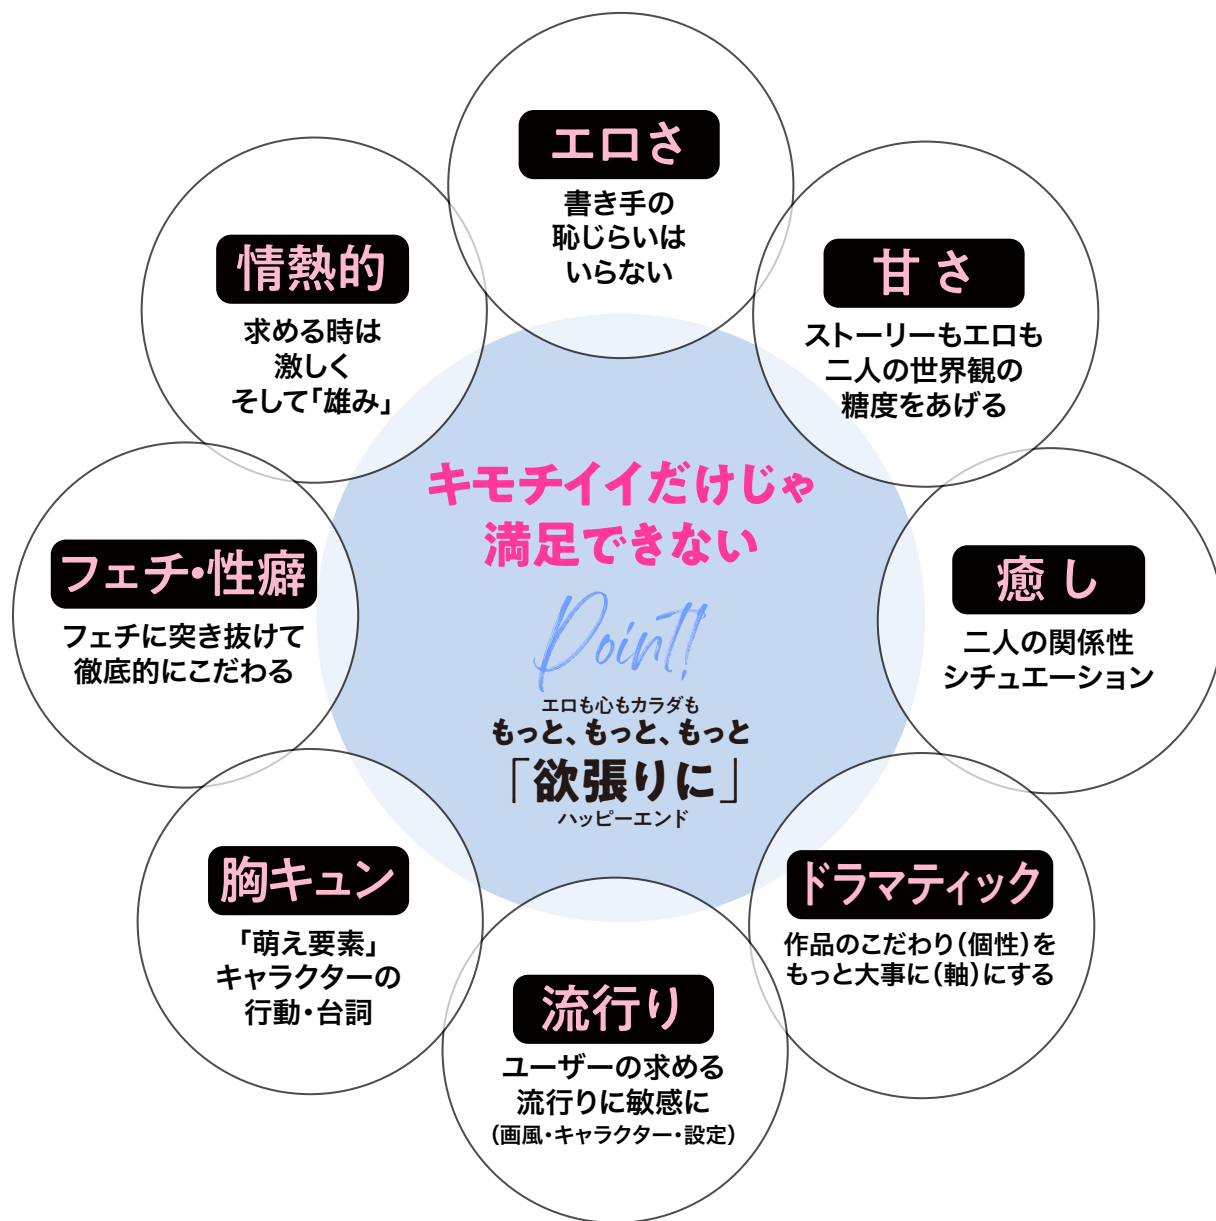 エロさ
書き手の
恥じらいは
いらない
甘さ
ストーリーもエロも
二人の世界観の
糖度をあげる
癒し
二人の関係性
シチュエーション
ドラマティック
作品のこだわり(個性)を
もっと大事に(軸)にする
流行り
ユーザーの求める
流行りに敏感に
(画風・キャラクター・設定)
胸キュン
「萌え要素」
キャラクターの
行動・台詞
フェチ・性癖
フェチに突き抜けて
徹底的にこだわる
情熱的
求める時は
激しく
そして「雄み」
キモチイイだけじゃ
満足できない
Point!
エロも心もカラダも
もっと、もっと、もっと
「欲張りに」
ハッピーエンド